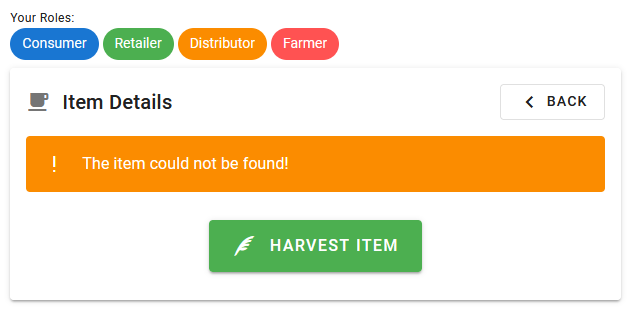 Your Roles:
Consumer Retailer Distributor Farmer
Item Details
BACK
The item could not be found!
HARVEST ITEM